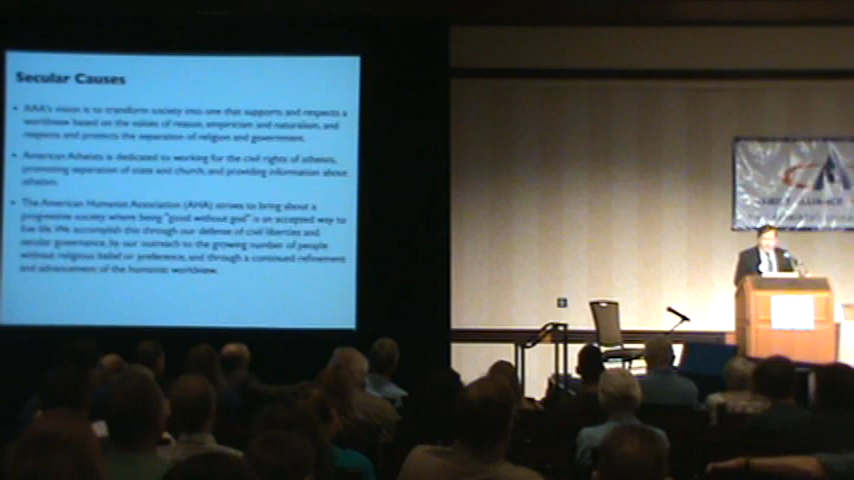 Secular Causes
• AAA's vision is to transform society into one that supports and respects a
worldview based on the values of reason, empiricism and naturalism, and
respects and protects the separation of religion and government.
• American Atheists is dedicated to working for the civil rights of atheists,
promoting separation of state and church, and providing information about
atheism.
• The American Humanist Association (AHA) strives to bring about a
progressive society where being "good without god" is an accepted way to
live life. We accomplish this through our defense of civil liberties and
secular governance, by our outreach to the growing number of people
without religious belief or preference, and through a continued refinement
and advancement of the humanist worldview.
ALLIANCE